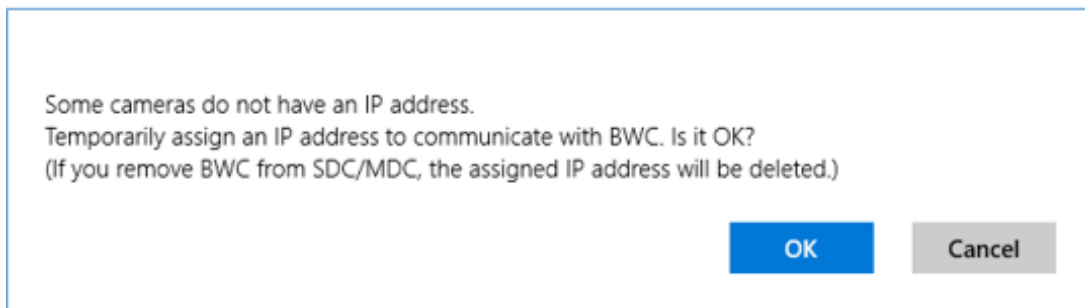 Some cameras do not have an IP address.
Temporarily assign an IP address to communicate with BWC. Is it OK?
(If you remove BWC from SDC/MDC, the assigned IP address will be deleted.)
OK Cancel